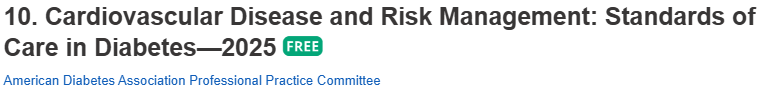 10. Cardiovascular Disease and Risk Management: Standards of
Care in Diabetes—2025 FREE
American Diabetes Association Professional Practice Committee